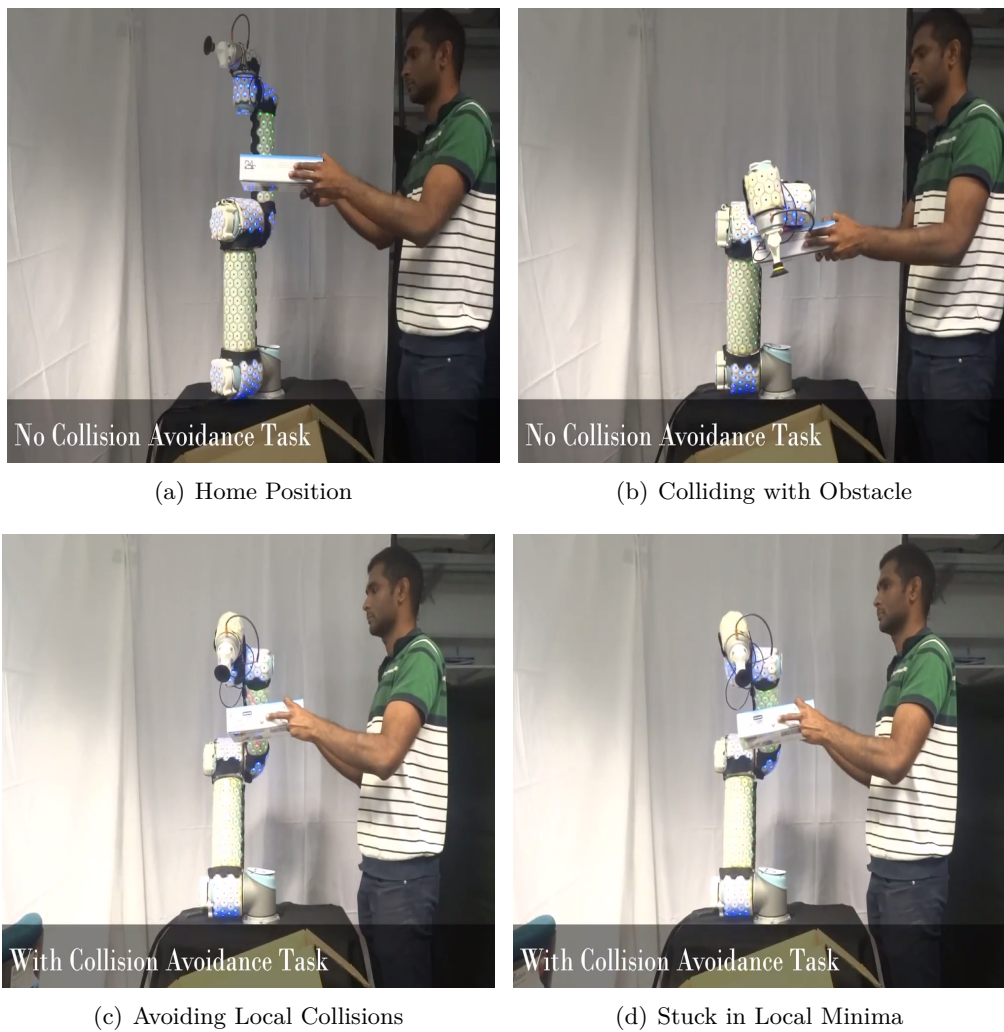 24
No Collision Avoidance Task
No Collision Avoidance Task
(a) Home Position
(b) Colliding with Obstacle
With Collision Avoidance Task
With Collision Avoidance Task
(c) Avoiding Local Collisions
(d) Stuck in Local Minima